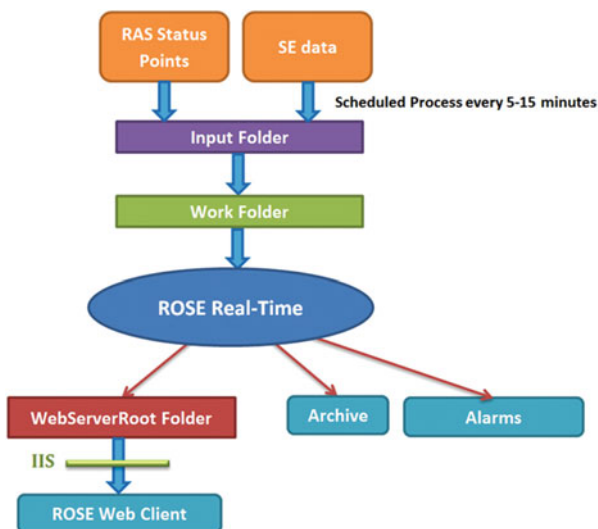 RAS Status
Points
SE data
Scheduled Process every 5-15 minutes
Input Folder
Work Folder
ROSE Real-Time
WebServerRoot Folder
Archive
Alarms
IIS
ROSE Web Client